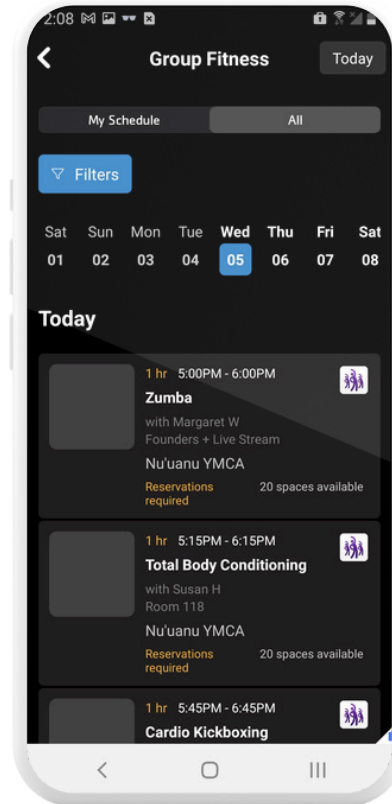 2:08
Group Fitness
Today
My Schedule
All
Filters
Sat Sun Mon Tue Wed Thu Fri Sat
01 02 03 04 05 06 07 08
Today
1 hr 5:00PM - 6:00PM
Zumba
with Margaret W
Founders + Live Stream
Nu'uanu YMCA
Reservations required
20 spaces available
1 hr 5:15PM - 6:15PM
Total Body Conditioning
with Susan H
Room 118
Nu'uanu YMCA
Reservations required
20 spaces available
1 hr 5:45PM - 6:45PM
Cardio Kickboxing